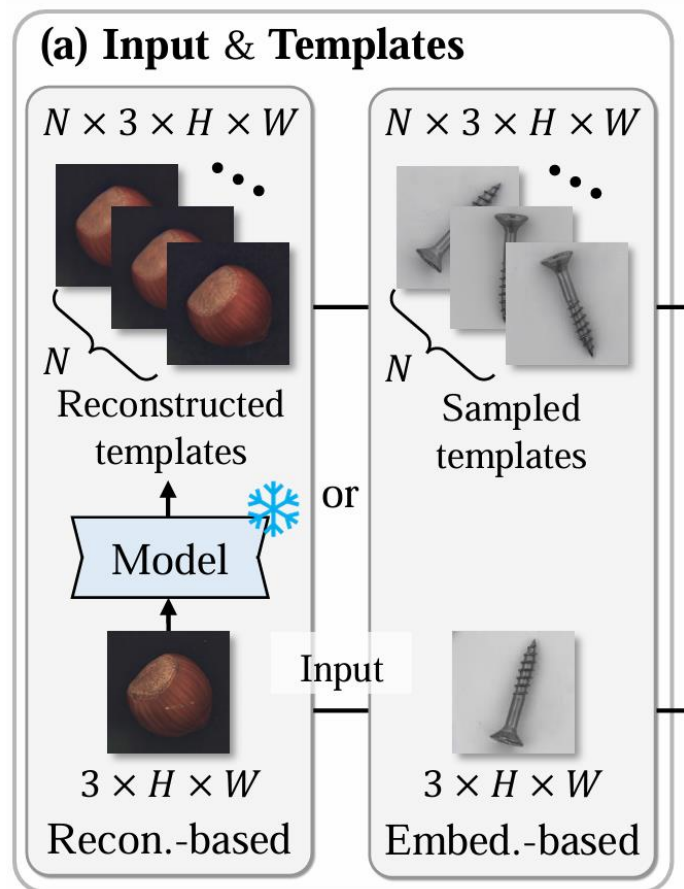 (a) Input & Templates
N × 3 × H × W
N
Reconstructed
templates
Model
3 × H × W
Recon.-based
or
Input
N × 3 × H × W
N
Sampled
templates
3 × H × W
Embed.-based